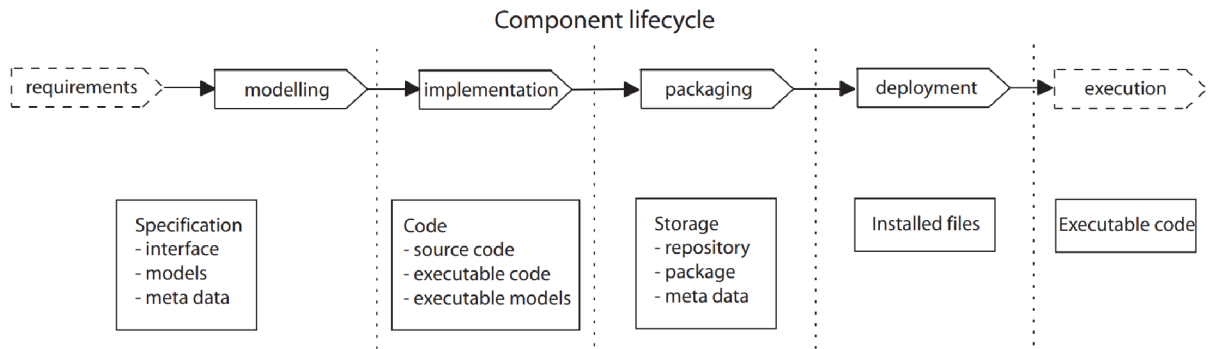 Component lifecycle
requirements
modelling
implementation
packaging
deployment
execution
Specification
- interface
- models
- meta data
Code
- source code
- executable code
- executable models
Storage
- repository
- package
- meta data
Installed files
Executable code